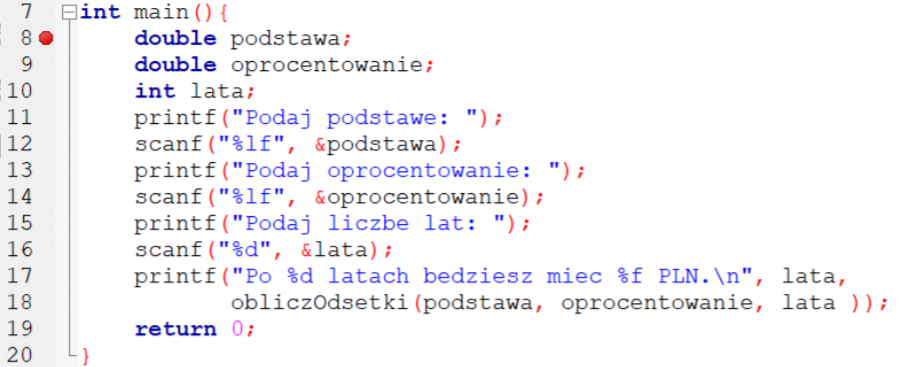 7 int main(){
8 double podstawa;
9 double oprocentowanie;
10 int lata;
11 printf("Podaj podstawe: ");
12 scanf("%lf", &podstawa);
13 printf("Podaj oprocentowanie: ");
14 scanf("%lf", &oprocentowanie);
15 printf("Podaj liczbe lat: ");
16 scanf("%d", &lata);
17 printf("Po %d latach bedziesz miec %f PLN.\n", lata,
18 obliczOdsetki(podstawa, oprocentowanie, lata ));
19 return 0;
20 }